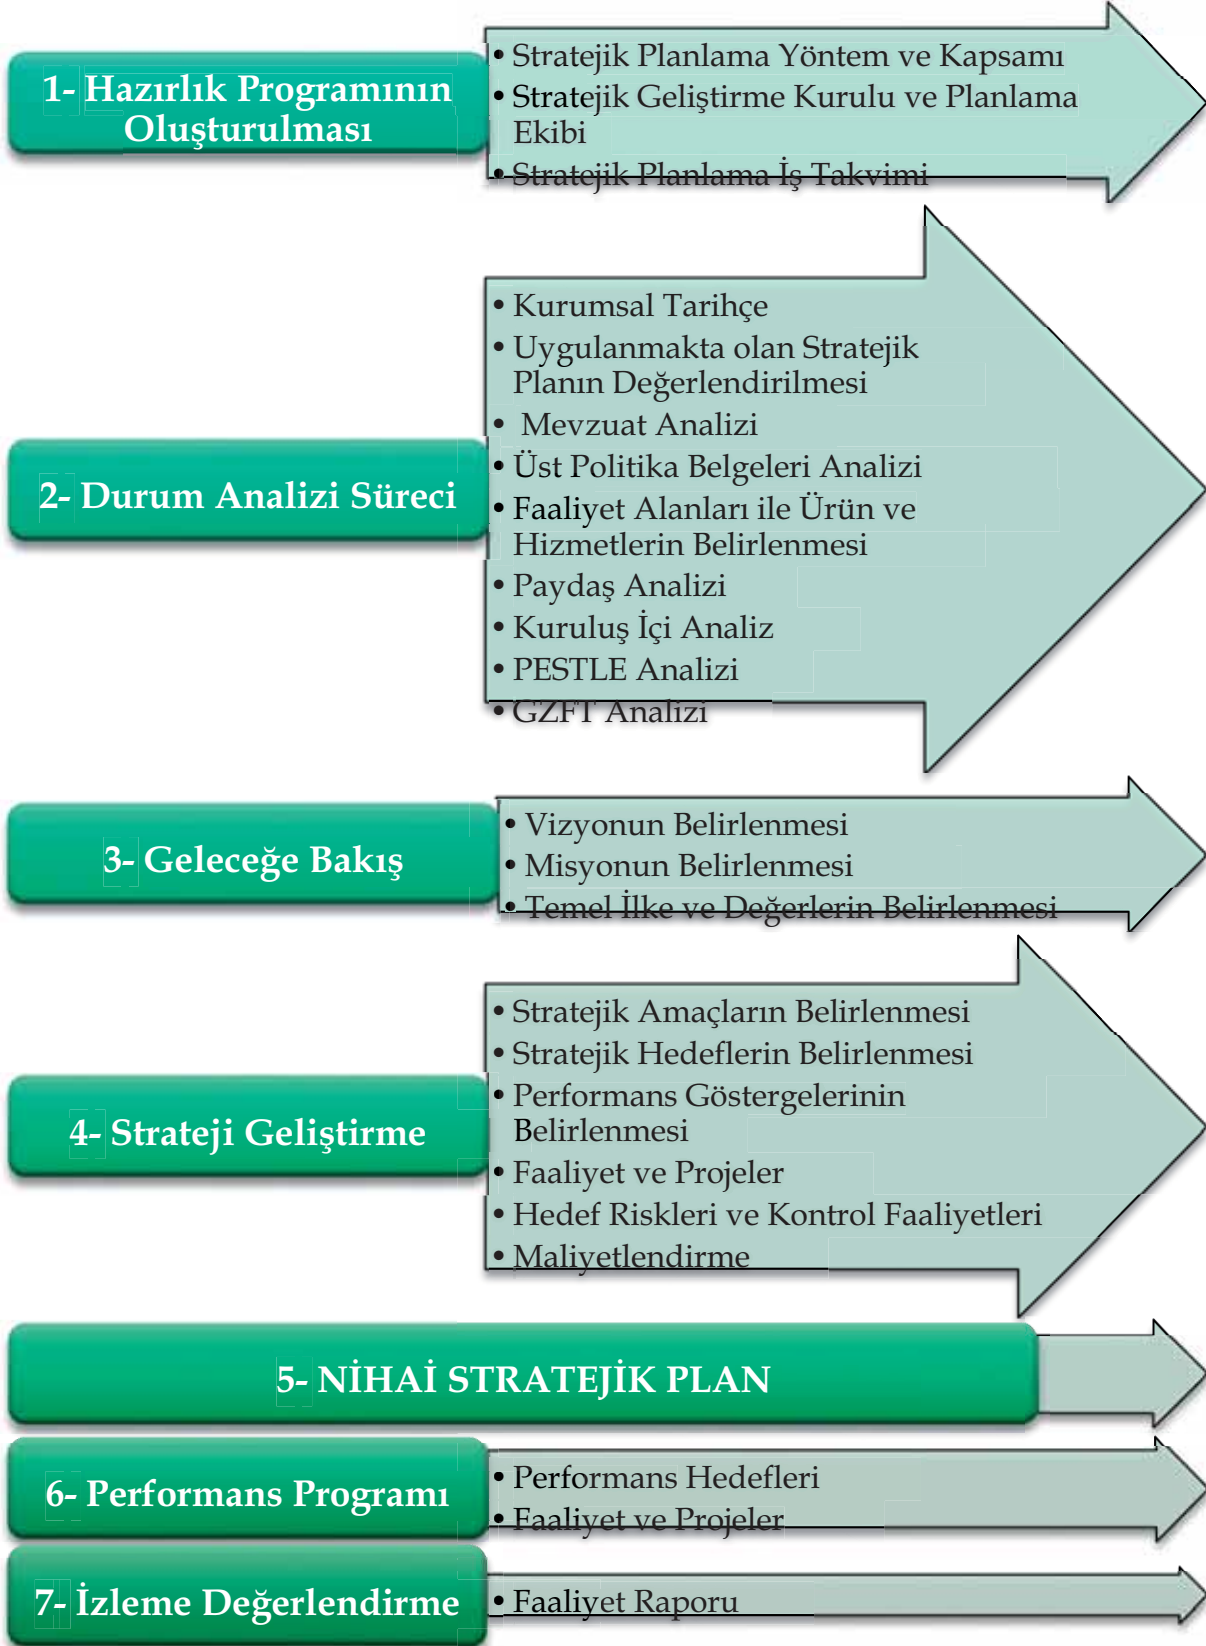 1- Hazırlık Programının
Oluşturulması
• Stratejik Planlama Yöntem ve Kapsamı
• Stratejik Geliştirme Kurulu ve Planlama
Ekibi
• Stratejik Planlama İş Takvimi
2- Durum Analizi Süreci
• Kurumsal Tarihçe
• Uygulanmakta olan Stratejik
Planın Değerlendirilmesi
• Mevzuat Analizi
• Üst Politika Belgeleri Analizi
• Faaliyet Alanları ile Ürün ve
Hizmetlerin Belirlenmesi
• Paydaş Analizi
• Kuruluş İçi Analiz
• PESTLE Analizi
• GZFT Analizi
3- Geleceğe Bakış
• Vizyonun Belirlenmesi
• Misyonun Belirlenmesi
• Temel İlke ve Değerlerin Belirlenmesi
4- Strateji Geliştirme
• Stratejik Amaçların Belirlenmesi
• Stratejik Hedeflerin Belirlenmesi
• Performans Göstergelerinin
Belirlenmesi
• Faaliyet ve Projeler
• Hedef Riskleri ve Kontrol Faaliyetleri
• Maliyetlendirme
5- NİHAİ STRATEJİK PLAN
6- Performans Programı
• Performans Hedefleri
• Faaliyet ve Projeler
7- İzleme Değerlendirme
• Faaliyet Raporu